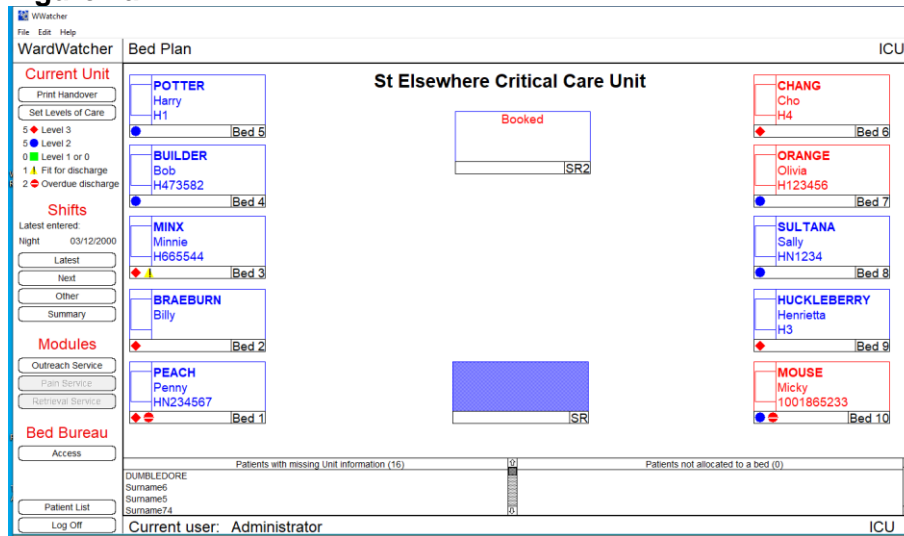 WWatcher
File Edit Help
WardWatcher
Bed Plan
ICU
Current Unit
Print Handover
Set Levels of Care
5 Level 3
5 Level 2
0 Level 1 or 0
1 Fit for discharge
2 Overdue discharge
Shifts
Latest entered:
Night 03/12/2000
Latest
Next
Other
Summary
Modules
Outreach Service
Pain Service
Retrieval Service
Bed Bureau
Access
Patient List
Log Off
St Elsewhere Critical Care Unit
POTTER
Harry
H1
Bed 5
BUILDER
Bob
H473582
Bed 4
MINX
Minnie
H665544
Bed 3
BRAEBURN
Billy
Bed 2
PEACH
Penny
HN234567
Bed 1
Booked
SR2
SR
CHANG
Cho
H4
Bed 6
ORANGE
Olivia
H123456
Bed 7
SULTANA
Sally
HN1234
Bed 8
HUCKLEBERRY
Henrietta
H3
Bed 9
MOUSE
Micky
1001865233
Bed 10
Patients with missing Unit information (16)
DUMBLEDORE
Surname6
Surname5
Surname74
Patients not allocated to a bed (0)
Current user: Administrator
ICU